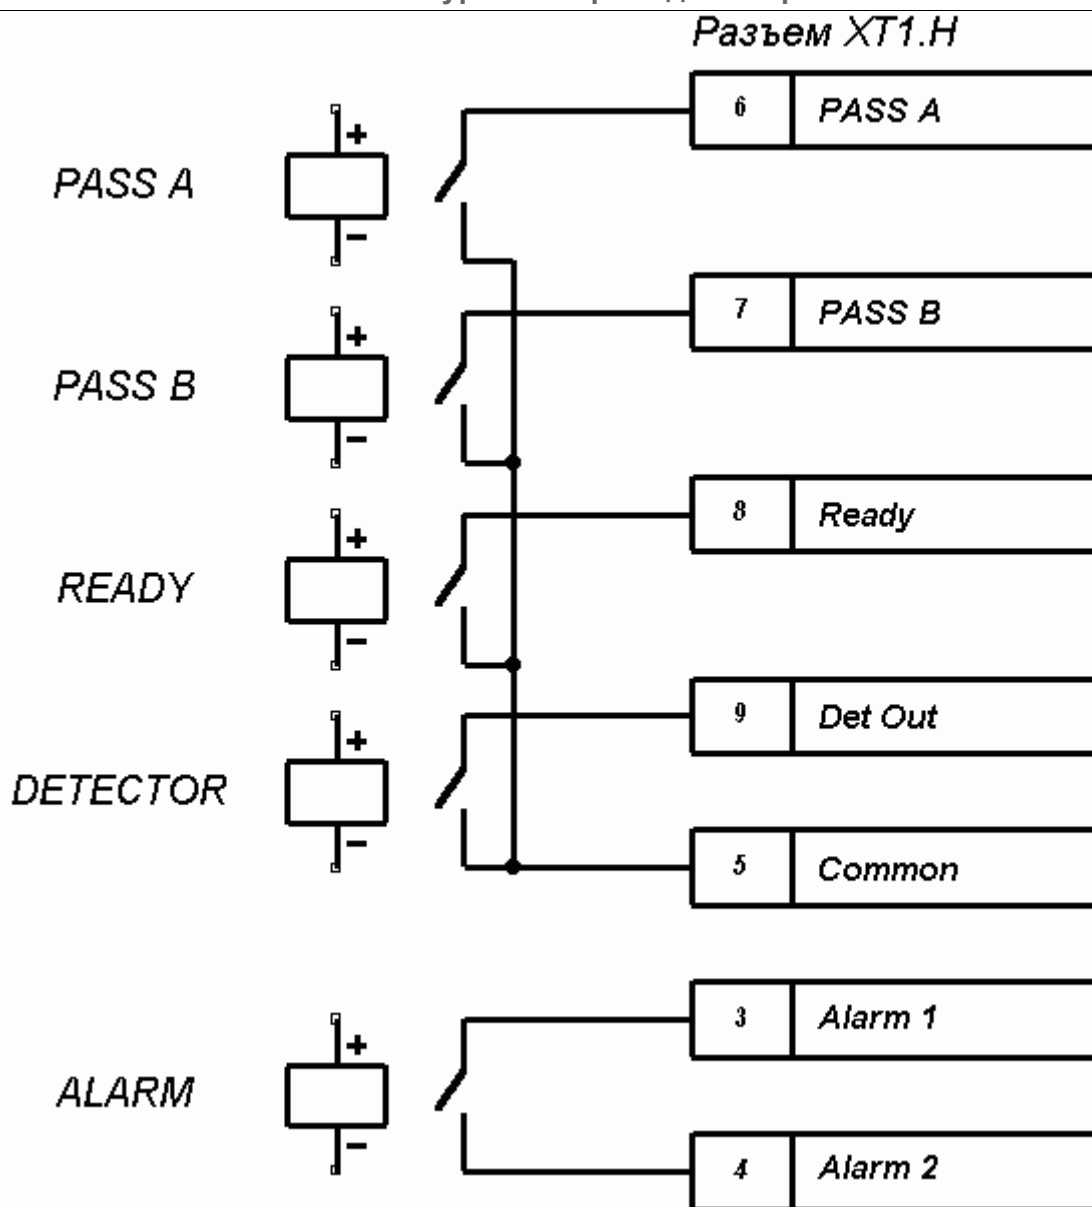 Разъем XT1.H
6 PASS A
PASS A
7 PASS B
PASS B
8 Ready
READY
9 Det Out
DETECTOR
5 Common
3 Alarm 1
ALARM
4 Alarm 2